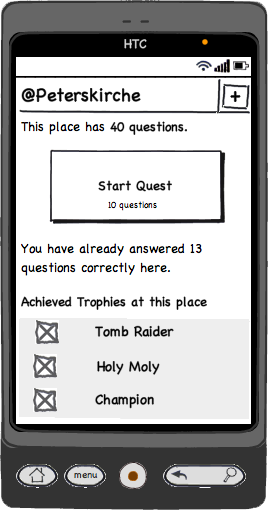 HTC
@Peterskirche
+
This place has 40 questions.
Start Quest
10 questions
You have already answered 13
questions correctly here.
Achieved Trophies at this place
Tomb Raider
Holy Moly
Champion
menu